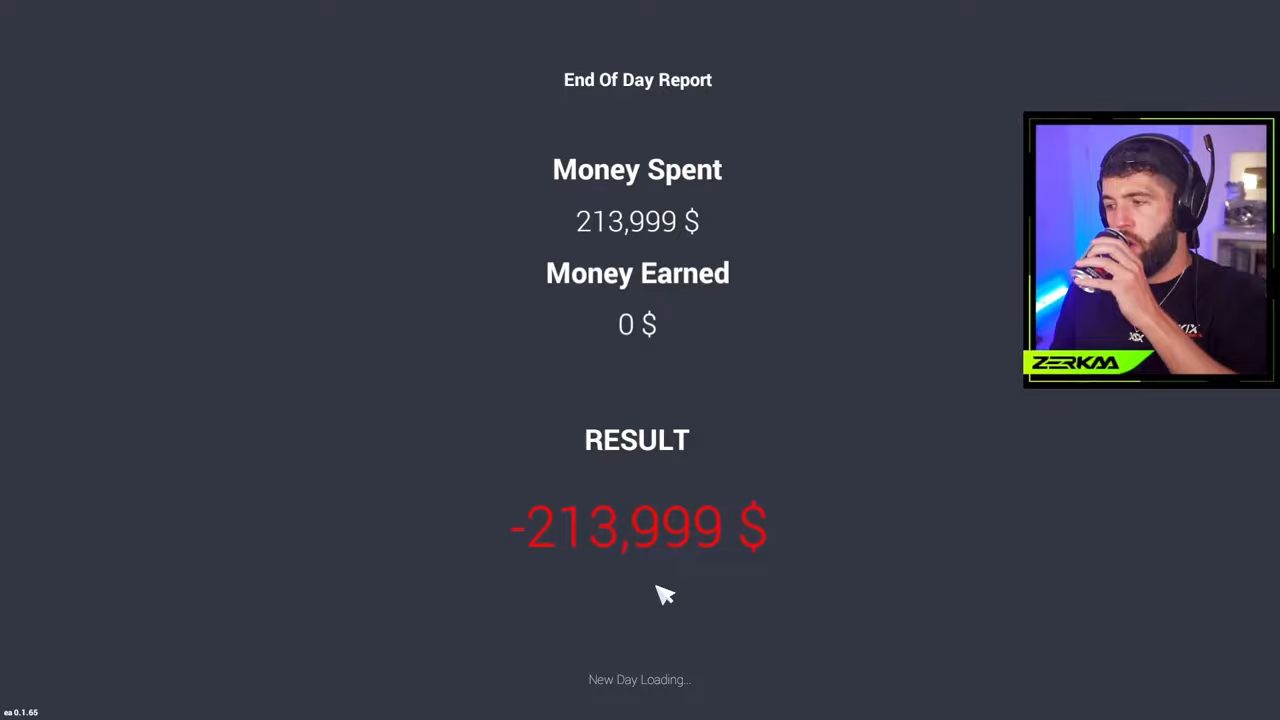 End Of Day Report
Money Spent
213,999 $
Money Earned
0 $
RESULT
-213,999 $
New Day Loading...
ZERKAA
ea 0.1.65